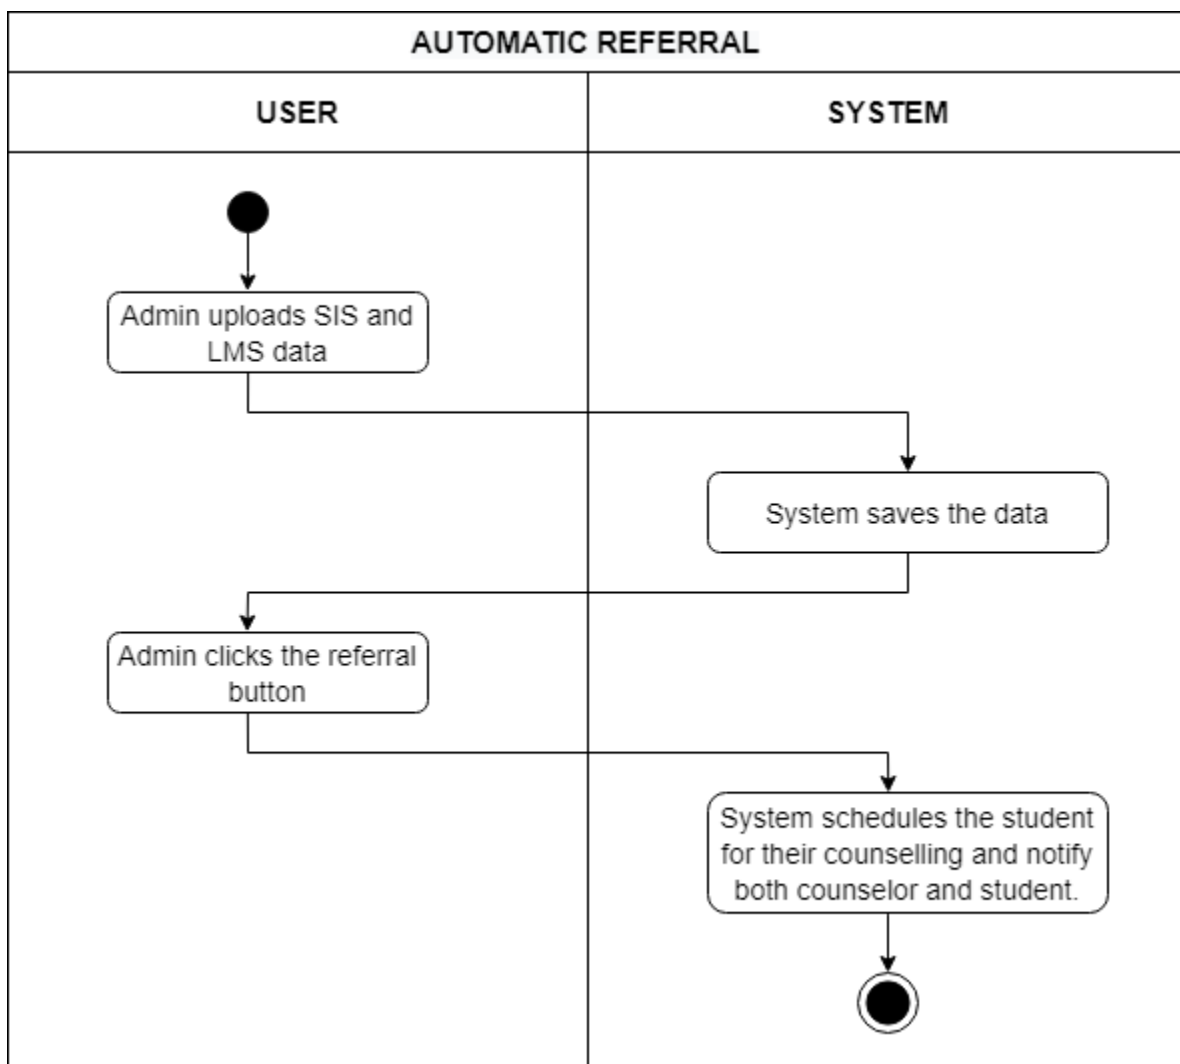 AUTOMATIC REFERRAL
USER
SYSTEM
Admin uploads SIS and
LMS data
System saves the data
Admin clicks the referral
button
System schedules the student
for their counselling and notify
both counselor and student.